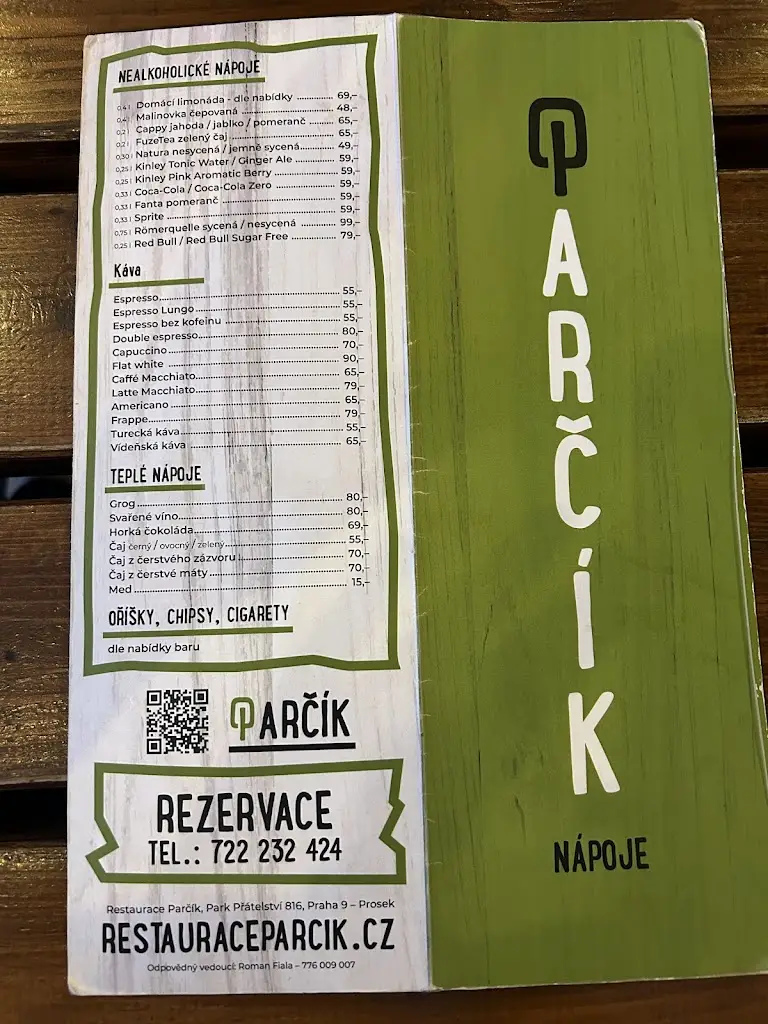 NEALKOHOLICKÉ NÁPOJE
0,4 l Domácí limonáda - dle nabídky 69,–
0,4 l Malinovka čepovaná 48,–
0,2 l Cappy jahoda / jablko / pomeranč 65,–
0,2 l FuzeTea zelený čaj 65,–
0,30 l Natura nesycená / jemně sycená 49,–
0,25 l Kinley Tonic Water / Ginger Ale 59,–
0,25 l Kinley Pink Aromatic Berry 59,–
0,33 l Coca-Cola / Coca-Cola Zero 59,–
0,33 l Fanta pomeranč 59,–
0,33 l Sprite 59,–
0,75 l Römerquelle sycená / nesycená 99,–
0,25 l Red Bull / Red Bull Sugar Free 79,–
Káva
Espresso 55,–
Espresso Lungo 55,–
Espresso bez kofeinu 55,–
Double espresso 80,–
Capuccino 70,–
Flat white 90,–
Caffé Macchiato 65,–
Latte Macchiato 79,–
Americano 65,–
Frappe 79,–
Turecká káva 55,–
Vídeňská káva 65,–
TEPLÉ NÁPOJE
Grog 80,–
Svařené víno 80,–
Horká čokoláda 69,–
Čaj černý / ovocný / zelený 55,–
Čaj z čerstvého zázvoru 70,–
Čaj z čerstvé máty 70,–
Med 15,–
OŘÍŠKY, CHIPSY, CIGARETY
dle nabídky baru
PARČÍK
REZERVACE
TEL.: 722 232 424
Restaurace Parčík, Park Přátelství 816, Praha 9 – Prosek
RESTAURACEPARCIK.CZ
Odpovědný vedoucí: Roman Fiala – 776 009 007
PARČÍK
NÁPOJE